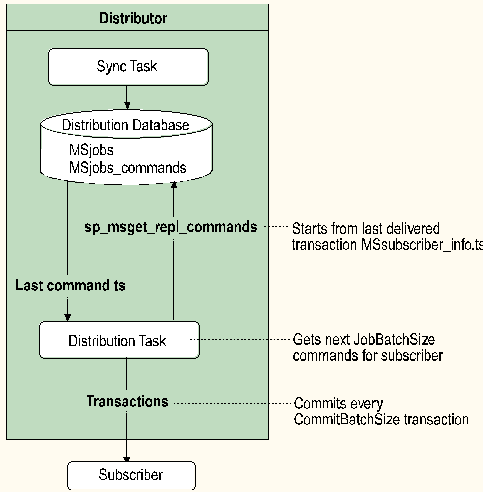 Distributor
Sync Task
Distribution Database
MSjobs
MSjobs_commands
sp_msget_repl_commands
Starts from last delivered
transaction MSsubscriber_info.ts
Last command ts
Distribution Task
Gets next JobBatchSize
commands for subscriber
Transactions
Commits every
CommitBatchSize transaction
Subscriber